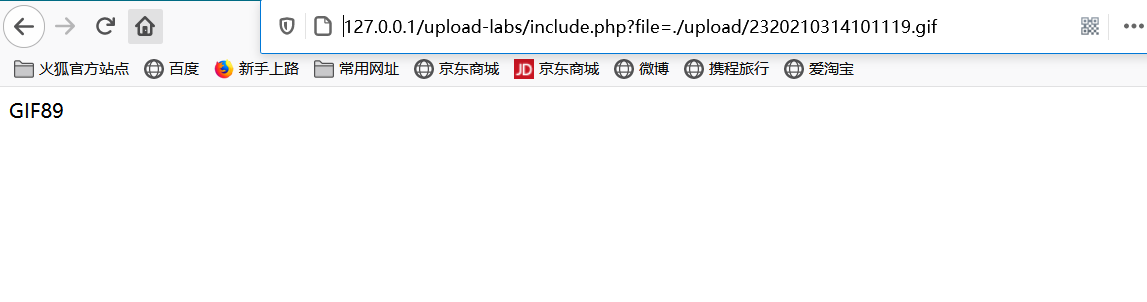 127.0.0.1/upload-labs/include.php?file=./upload/2320210314101119.gif
火狐官方站点 百度 新手上路 常用网址 京东商城 JD 京东商城 微博 携程旅行 爱淘宝
GIF89